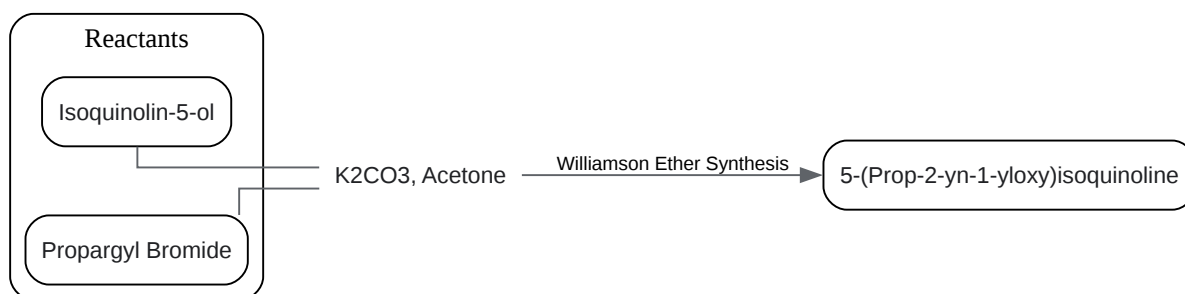 Reactants
Isoquinolin-5-ol
Propargyl Bromide
K2CO3, Acetone
Williamson Ether Synthesis
5-(Prop-2-yn-1-yloxy)isoquinoline